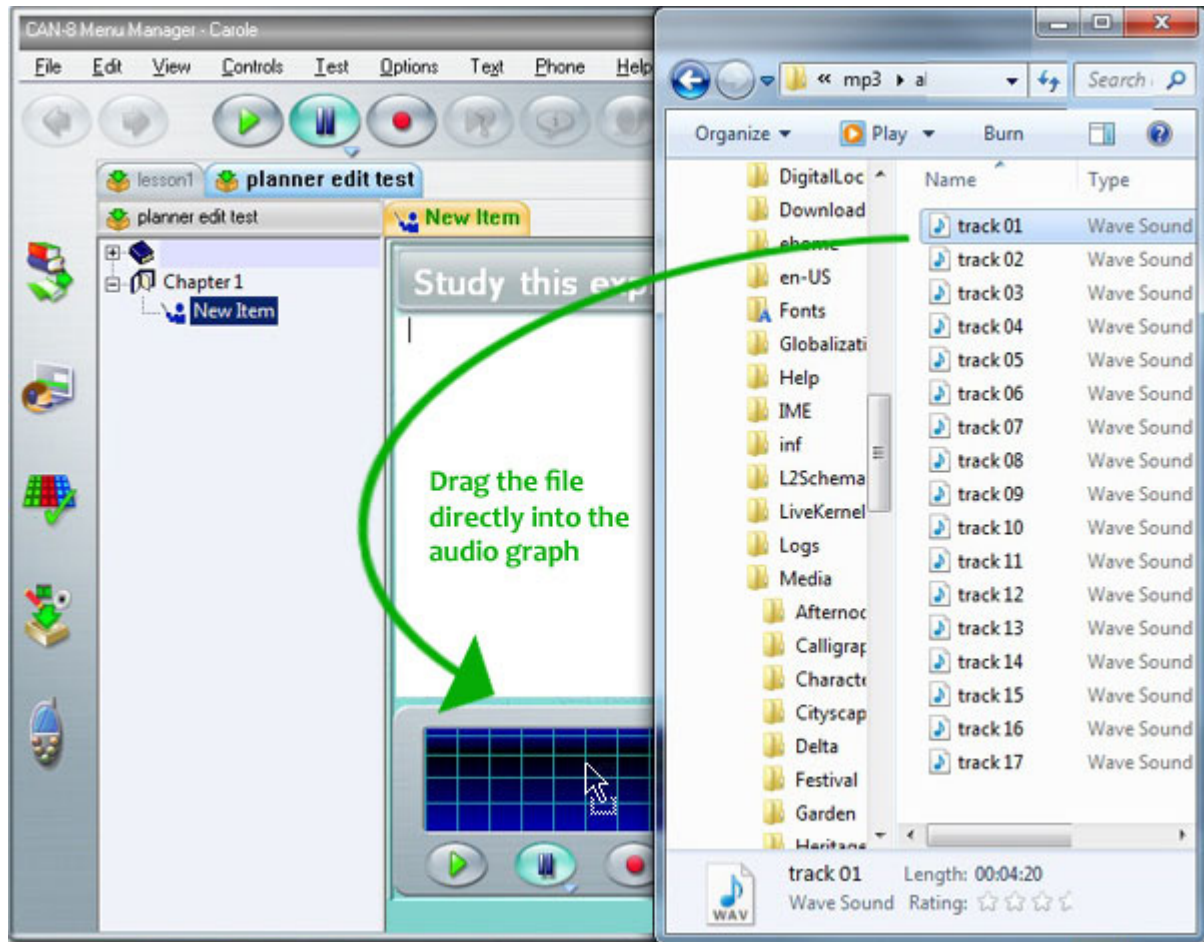 CAN-8 Menu Manager - Carole
File Edit View Controls Test Options Text Phone Help
lesson1 planner edit test
planner edit test
New Item
Chapter 1
New Item
Study this exp
Drag the file
directly into the
audio graph
« mp3 ▸ al
Search
Organize Play Burn
DigitalLoc
Download
ehome
en-US
Fonts
Globalizati
Help
IME
inf
L2Schema
LiveKernel
Logs
Media
Afternoc
Calligrap
Characte
Cityscap
Delta
Festival
Garden
Heritage
Name Type
track 01 Wave Sound
track 02 Wave Sound
track 03 Wave Sound
track 04 Wave Sound
track 05 Wave Sound
track 06 Wave Sound
track 07 Wave Sound
track 08 Wave Sound
track 09 Wave Sound
track 10 Wave Sound
track 11 Wave Sound
track 12 Wave Sound
track 13 Wave Sound
track 14 Wave Sound
track 15 Wave Sound
track 16 Wave Sound
track 17 Wave Sound
WAV
track 01 Length: 00:04:20
Wave Sound Rating: